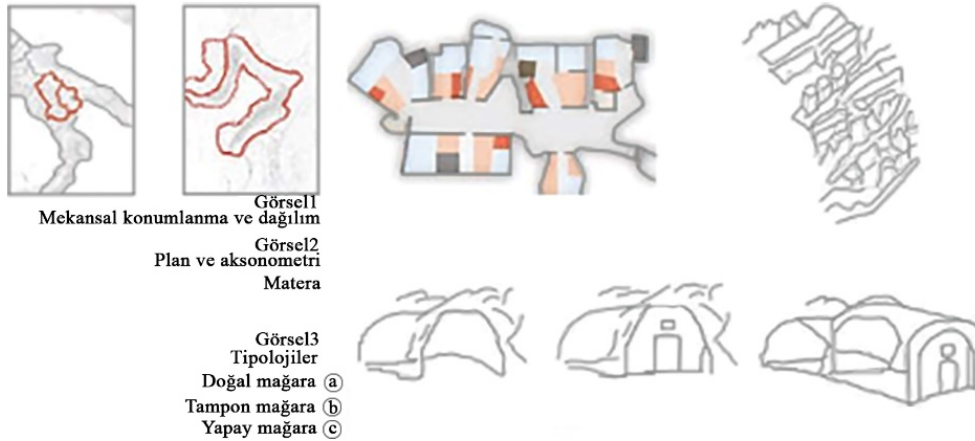 Görsel1
Mekansal konumlanma ve dağılım
Görsel2
Plan ve aksonometri
Matera
Görsel3
Tipolojiler
Doğal mağara ⓐ
Tampon mağara ⓑ
Yapay mağara ⓒ